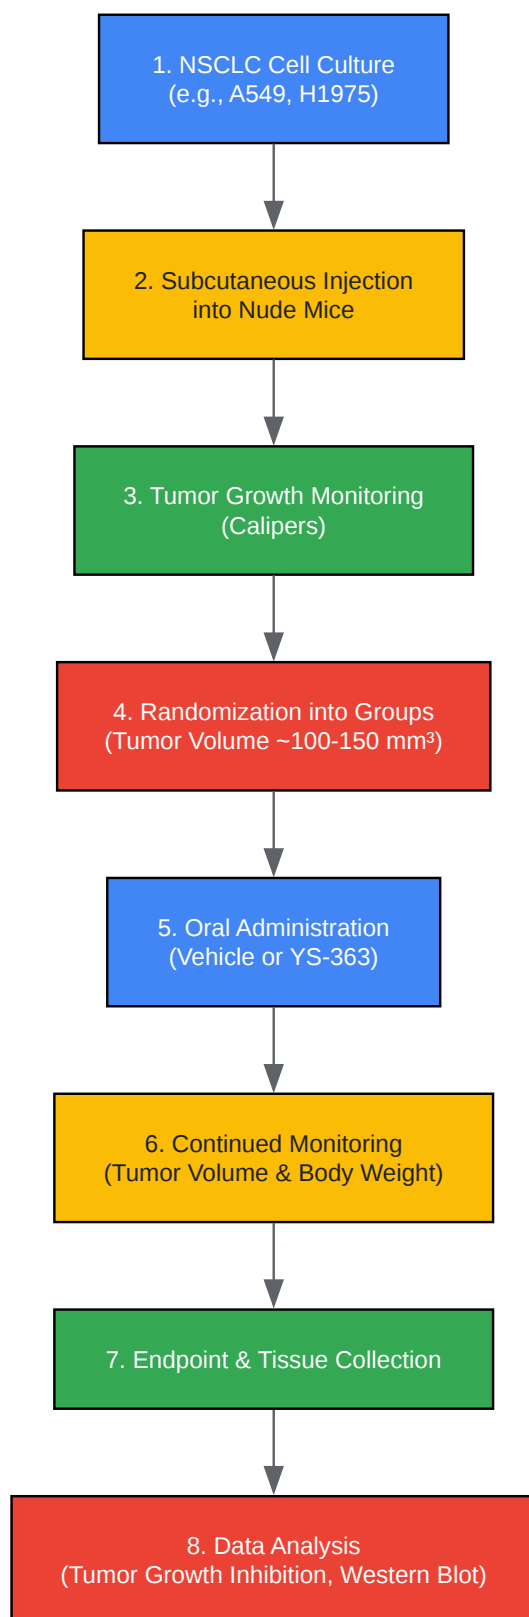 1. NSCLC Cell Culture
(e.g., A549, H1975)
2. Subcutaneous Injection
into Nude Mice
3. Tumor Growth Monitoring
(Calipers)
4. Randomization into Groups
(Tumor Volume ~100-150 mm³)
5. Oral Administration
(Vehicle or YS-363)
6. Continued Monitoring
(Tumor Volume & Body Weight)
7. Endpoint & Tissue Collection
8. Data Analysis
(Tumor Growth Inhibition, Western Blot)